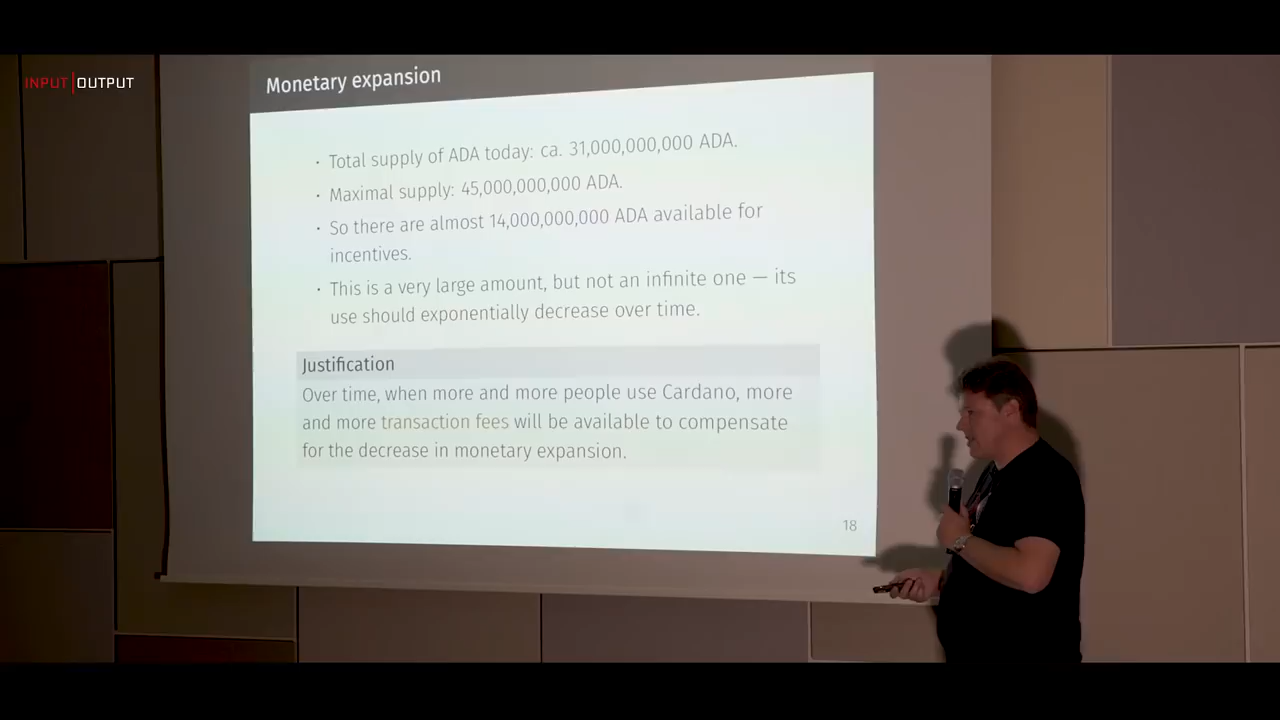 INPUT|OUTPUT
Monetary expansion
· Total supply of ADA today: ca. 31,000,000,000 ADA.
· Maximal supply: 45,000,000,000 ADA.
· So there are almost 14,000,000,000 ADA available for
incentives.
· This is a very large amount, but not an infinite one — its
use should exponentially decrease over time.
Justification
Over time, when more and more people use Cardano, more
and more transaction fees will be available to compensate
for the decrease in monetary expansion.
18